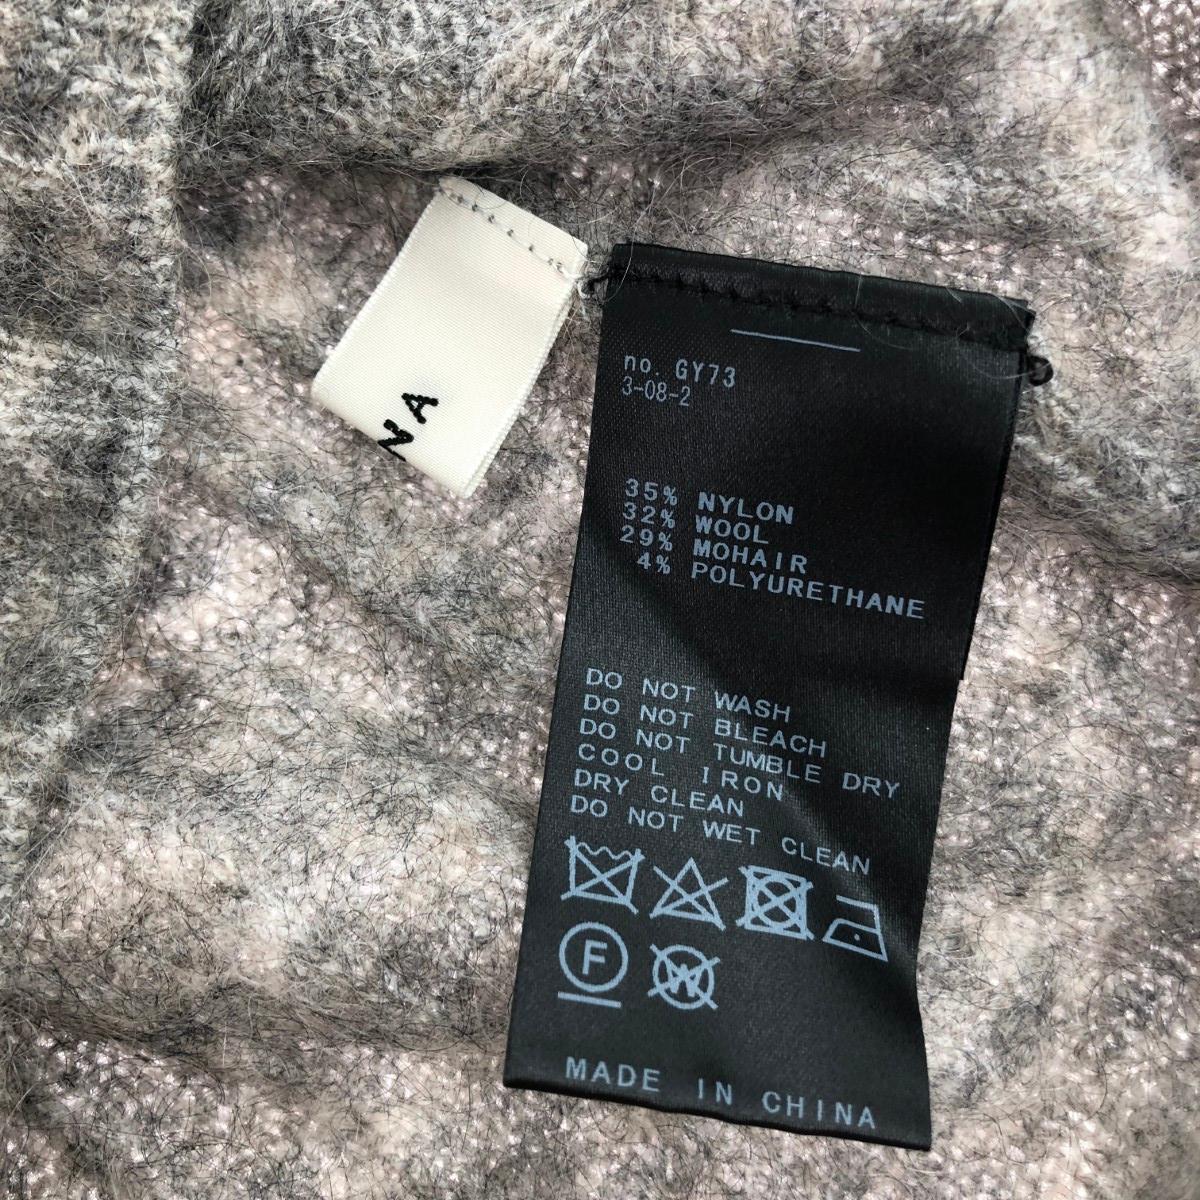 NA
no. GY73
3-08-2
35% NYLON
32% WOOL
29% MOHAIR
4% POLYURETHANE
DO NOT WASH
DO NOT BLEACH
DO NOT TUMBLE DRY
COOL IRON
DRY CLEAN
DO NOT WET CLEAN
F W
MADE IN CHINA